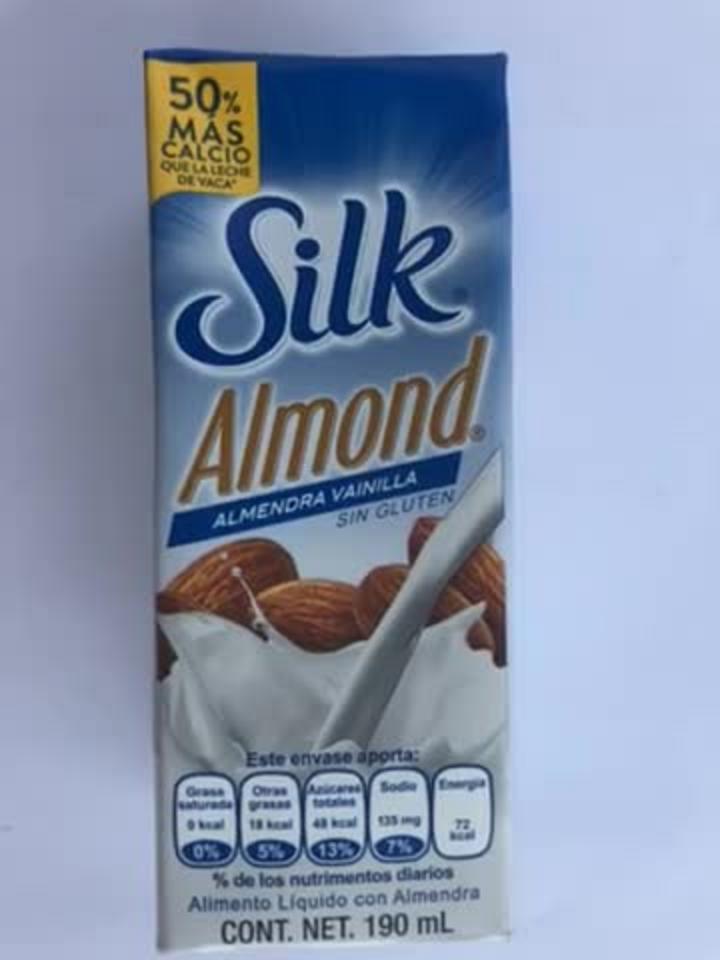 50%
MÁS
CALCIO
QUE LA LECHE
DE VACA*
Silk
Almond®
ALMENDRA VAINILLA
SIN GLUTEN
Este envase aporta:
Grasa saturada 0 kcal 0%
Otras grasas 18 kcal 5%
Azúcares totales 48 kcal 13%
Sodio 135 mg 7%
Energía 72 kcal
% de los nutrimentos diarios
Alimento Líquido con Almendra
CONT. NET. 190 mL